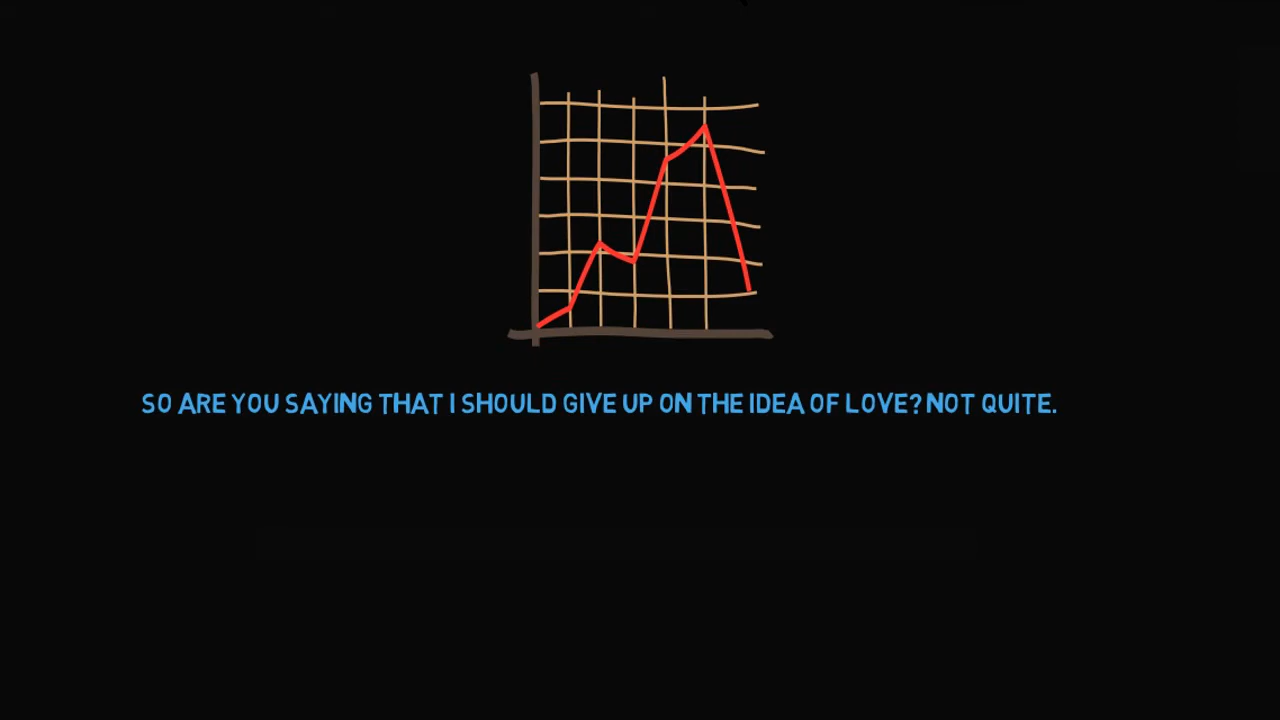 SO ARE YOU SAYING THAT I SHOULD GIVE UP ON THE IDEA OF LOVE? NOT QUITE.